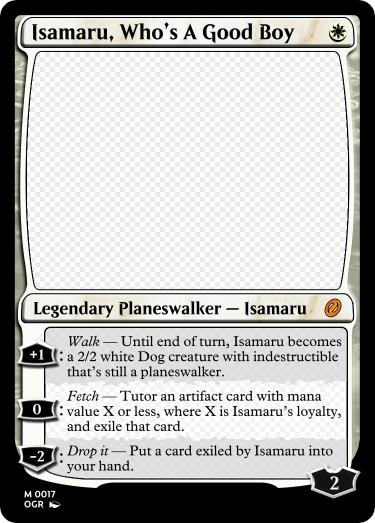 Isamaru, Who's A Good Boy
Legendary Planeswalker — Isamaru
+1: Walk — Until end of turn, Isamaru becomes
a 2/2 white Dog creature with indestructible
that's still a planeswalker.
0: Fetch — Tutor an artifact card with mana
value X or less, where X is Isamaru's loyalty,
and exile that card.
-2: Drop it — Put a card exiled by Isamaru into
your hand.
2
M 0017
OGR